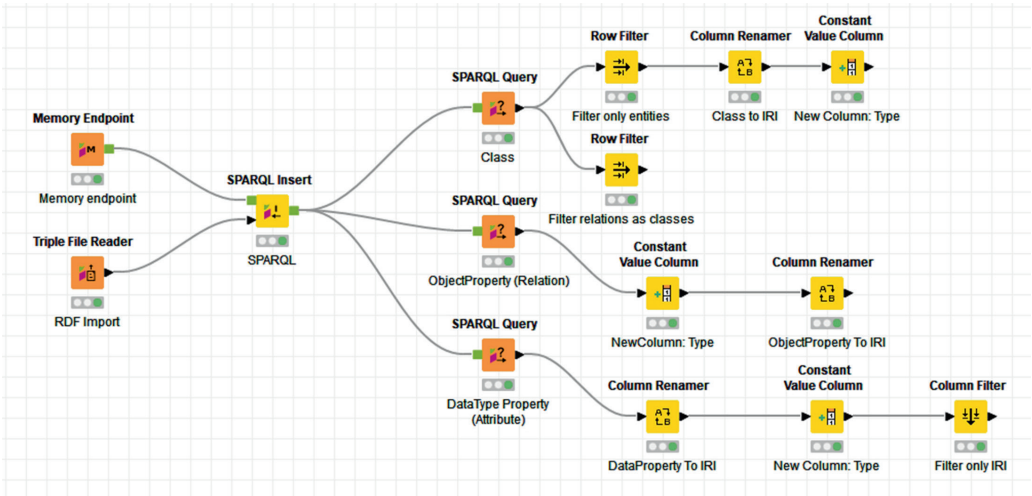 Constant
Row Filter
Column Renamer
Value Column
SPARQL Query
Filter only entities
Class to IRI
New Column: Type
Memory Endpoint
M
Row Filter
Class
SPARQL Insert
Memory endpoint
SPARQL Query
Filter relations as classes
Triple File Reader
SPARQL
Constant
Value Column
Column Renamer
ObjectProperty (Relation)
RDF Import
SPARQL Query
NewColumn: Type
ObjectProperty To IRI
Constant
Column Renamer
Value Column
Column Filter
DataType Property
(Attribute)
DataProperty To IRI
New Column: Type
Filter only IRI